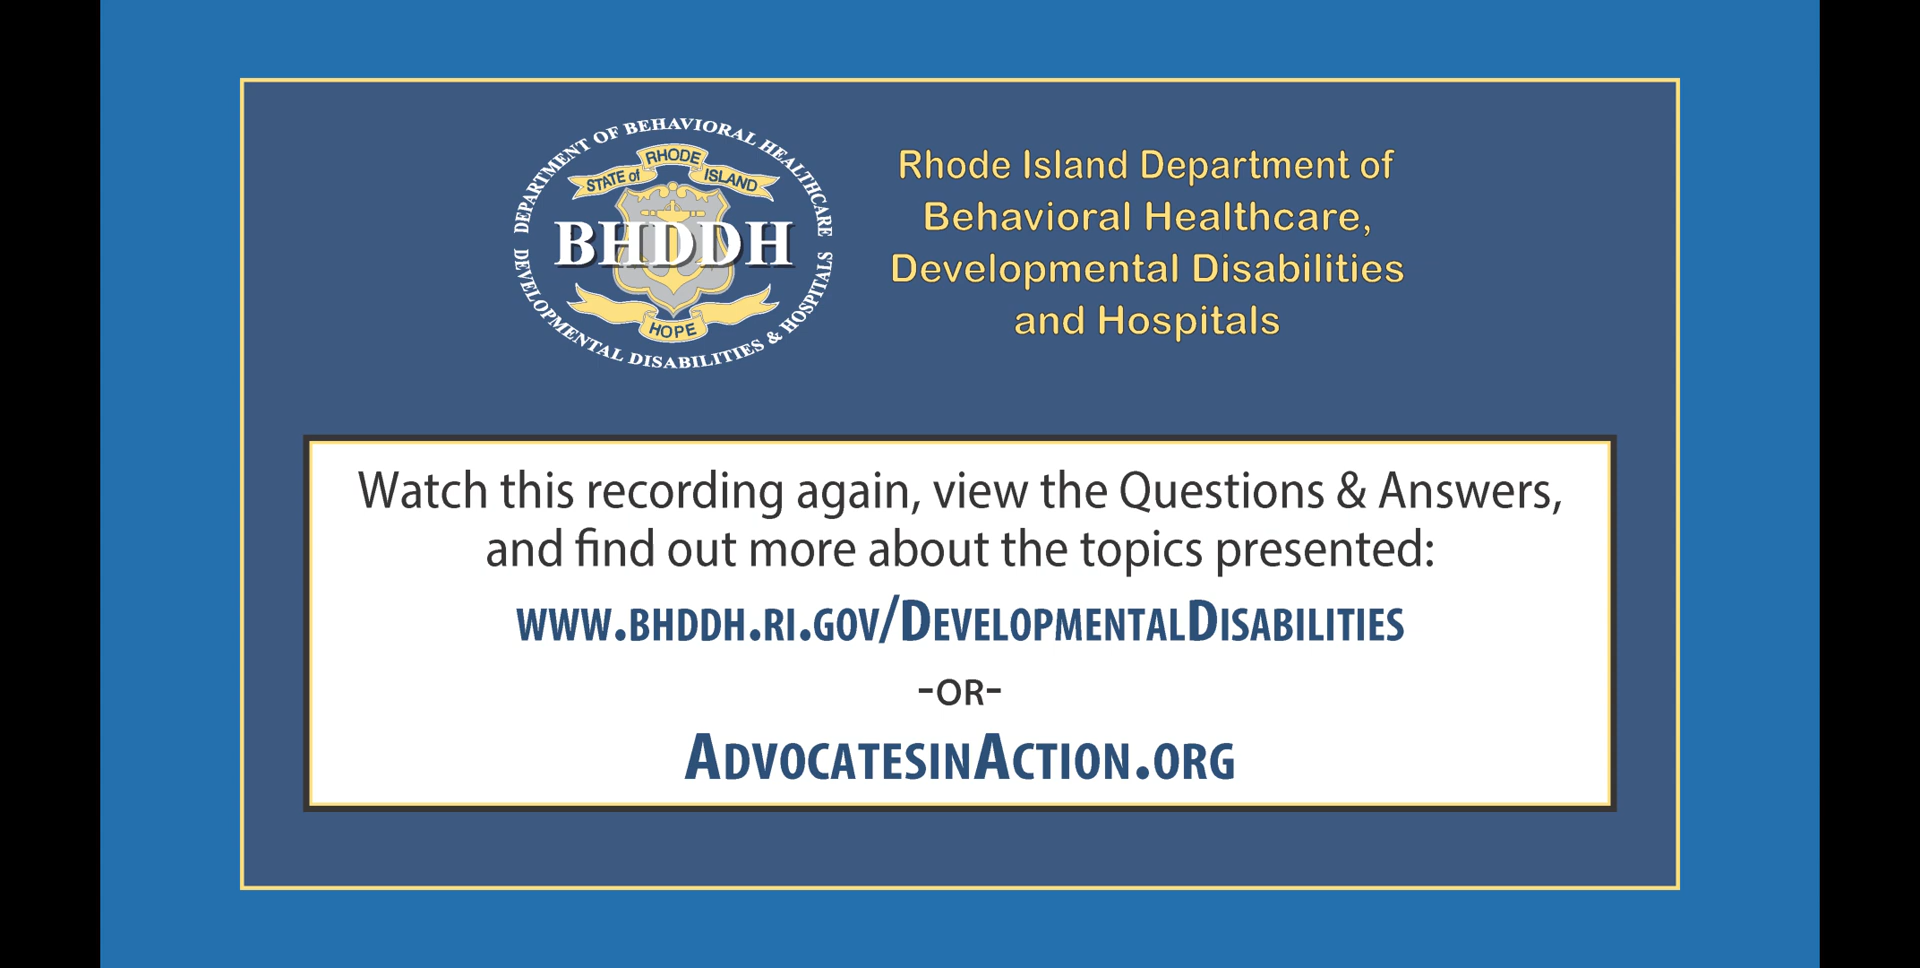 DEPARTMENT OF BEHAVIORAL HEALTHCARE
STATE of RHODE ISLAND
BHDDH
HOPE
DEVELOPMENTAL DISABILITIES & HOSPITALS
Rhode Island Department of
Behavioral Healthcare,
Developmental Disabilities
and Hospitals
Watch this recording again, view the Questions & Answers,
and find out more about the topics presented:
www.bhddh.ri.gov/DevelopmentalDisabilities
-OR-
AdvocatesinAction.org